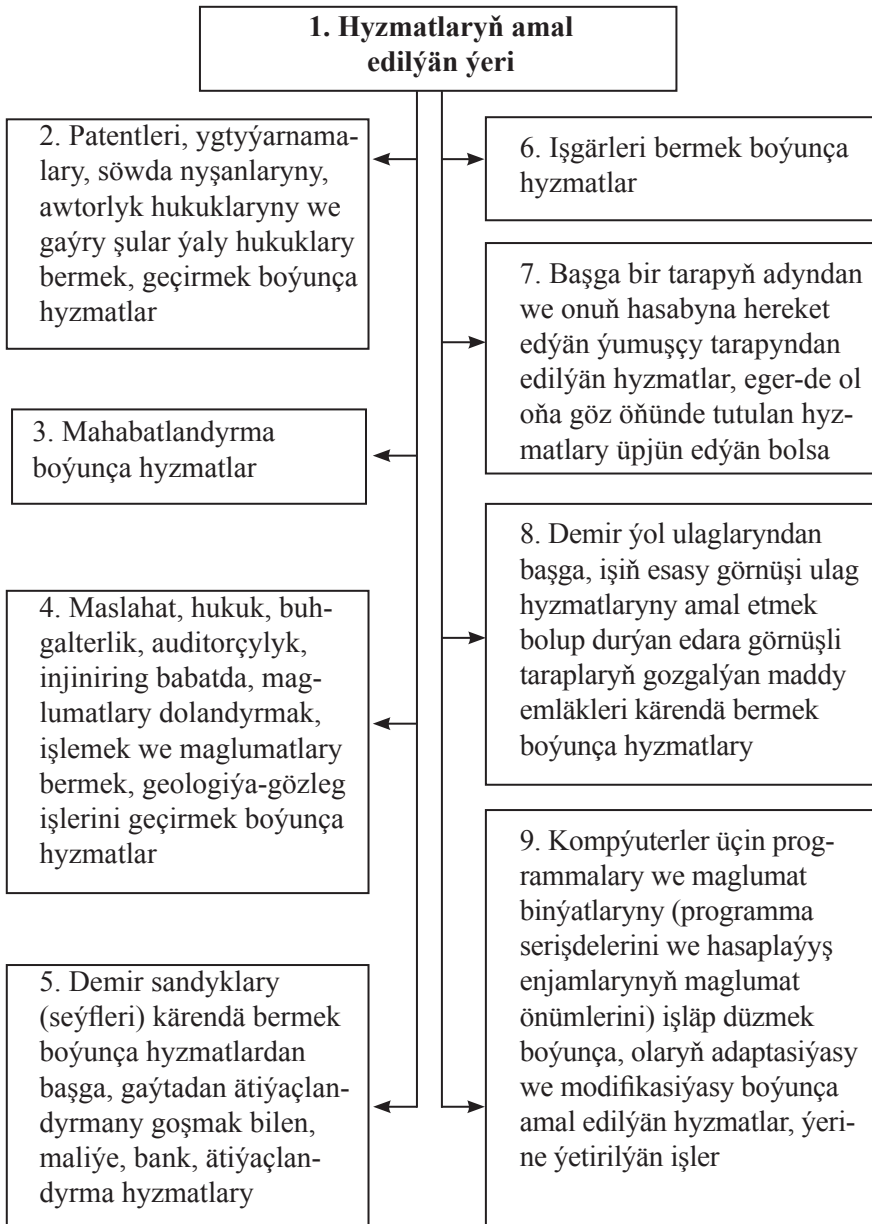 1. Hyzmatlaryň amal
edilýän ýeri
2. Patentleri, ygtyýarnama-
lary, söwda nyşanlaryny,
awtorlyk hukuklaryny we
gaýry şular ýaly hukuklary
bermek, geçirmek boýunça
hyzmatlar
3. Mahabatlandyrma
boýunça hyzmatlar
4. Maslahat, hukuk, buh-
galterlik, auditorçylyk,
injiniring babatda, mag-
lumatlary dolandyrmak,
işlemek we maglumatlary
bermek, geologiýa-gözleg
işlerini geçirmek boýunça
hyzmatlar
5. Demir sandyklary
(seýfleri) kärendä bermek
boýunça hyzmatlardan
başga, gaýtadan ätiýaçlan-
dyrmany goşmak bilen,
maliýe, bank, ätiýaçlan-
dyrma hyzmatlary
6. Işgärleri bermek boýunça
hyzmatlar
7. Başga bir tarapyň adyndan
we onuň hasabyna hereket
edýän ýumuşçy tarapyndan
edilýän hyzmatlar, eger-de ol
oňa göz öňünde tutulan hyz-
matlary üpjün edýän bolsa
8. Demir ýol ulaglaryndan
başga, işiň esasy görnüşi ulag
hyzmatlaryny amal etmek
bolup durýan edara görnüşli
taraplaryň gozgalýan maddy
emläkleri kärendä bermek
boýunça hyzmatlary
9. Kompýuterler üçin prog-
rammalary we maglumat
binýatlaryny (programma
serişdelerini we hasaplaýyş
enjamlarynyň maglumat
önümlerini) işläp düzmek
boýunça, olaryň adaptasiýasy
we modifikasiýasy boýunça
amal edilýän hyzmatlar, ýeri-
ne ýetirilýän işler